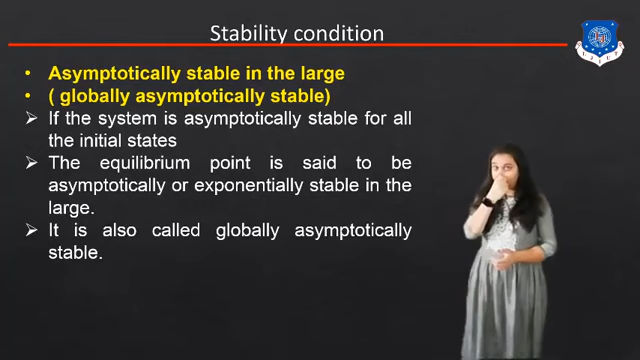 Stability condition
• Asymptotically stable in the large
• ( globally asymptotically stable)
➢ If the system is asymptotically stable for all
the initial states
➢ The equilibrium point is said to be
asymptotically or exponentially stable in the
large.
➢ It is also called globally asymptotically
stable.